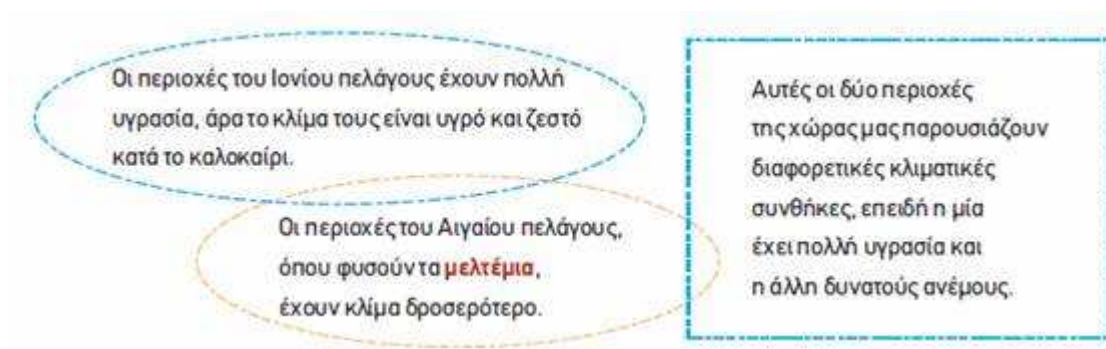 Οι περιοχές του Ιονίου πελάγους έχουν πολλή
υγρασία, άρα το κλίμα τους είναι υγρό και ζεστό
κατά το καλοκαίρι.
Οι περιοχές του Αιγαίου πελάγους,
όπου φυσούν τα μελτέμια,
έχουν κλίμα δροσερότερο.
Αυτές οι δύο περιοχές
της χώρας μας παρουσιάζουν
διαφορετικές κλιματικές
συνθήκες, επειδή η μία
έχει πολλή υγρασία και
η άλλη δυνατούς ανέμους.